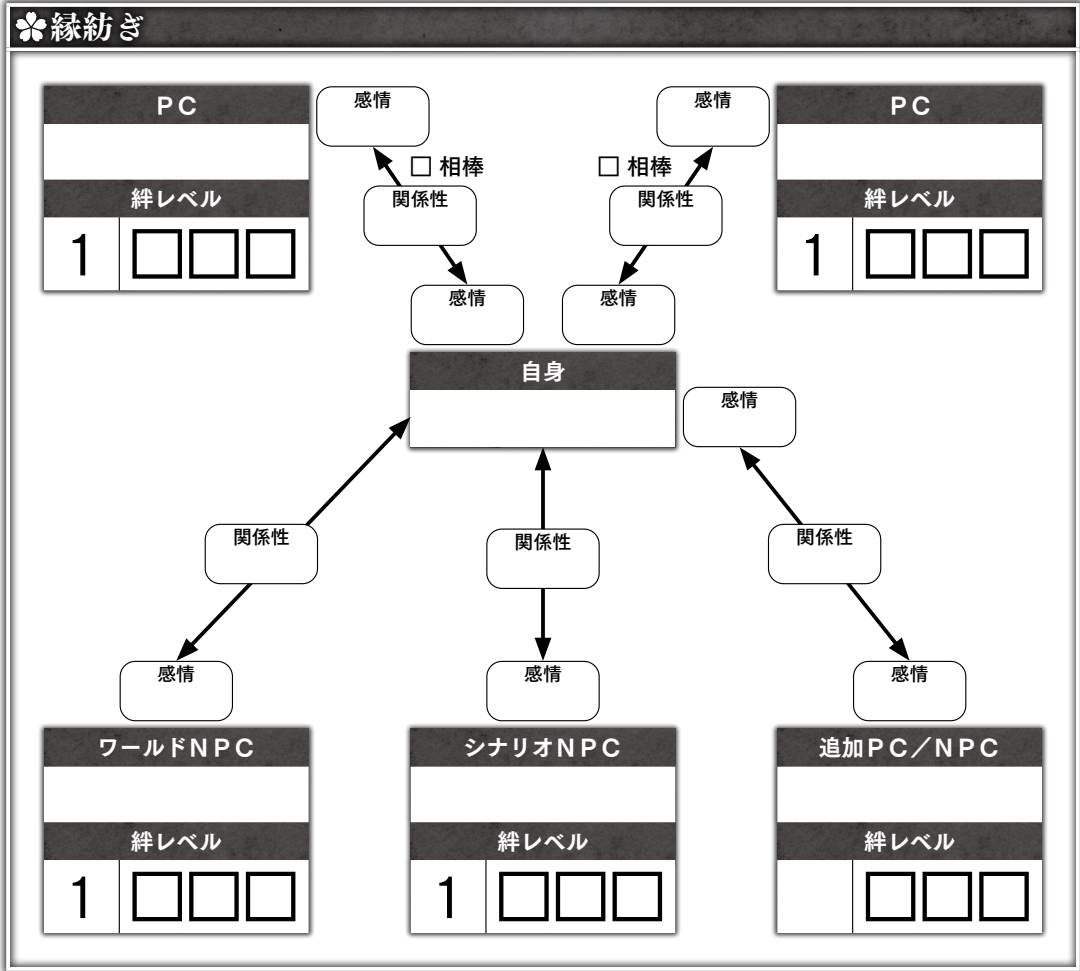 縁紡ぎ
PC
感情
感情
PC
相棒
相棒
関係性
関係性
絆レベル
絆レベル
1
1
感情
感情
自身
感情
関係性
関係性
関係性
感情
感情
感情
ワールドNPC
シナリオNPC
追加PC／NPC
絆レベル
絆レベル
絆レベル
1
1